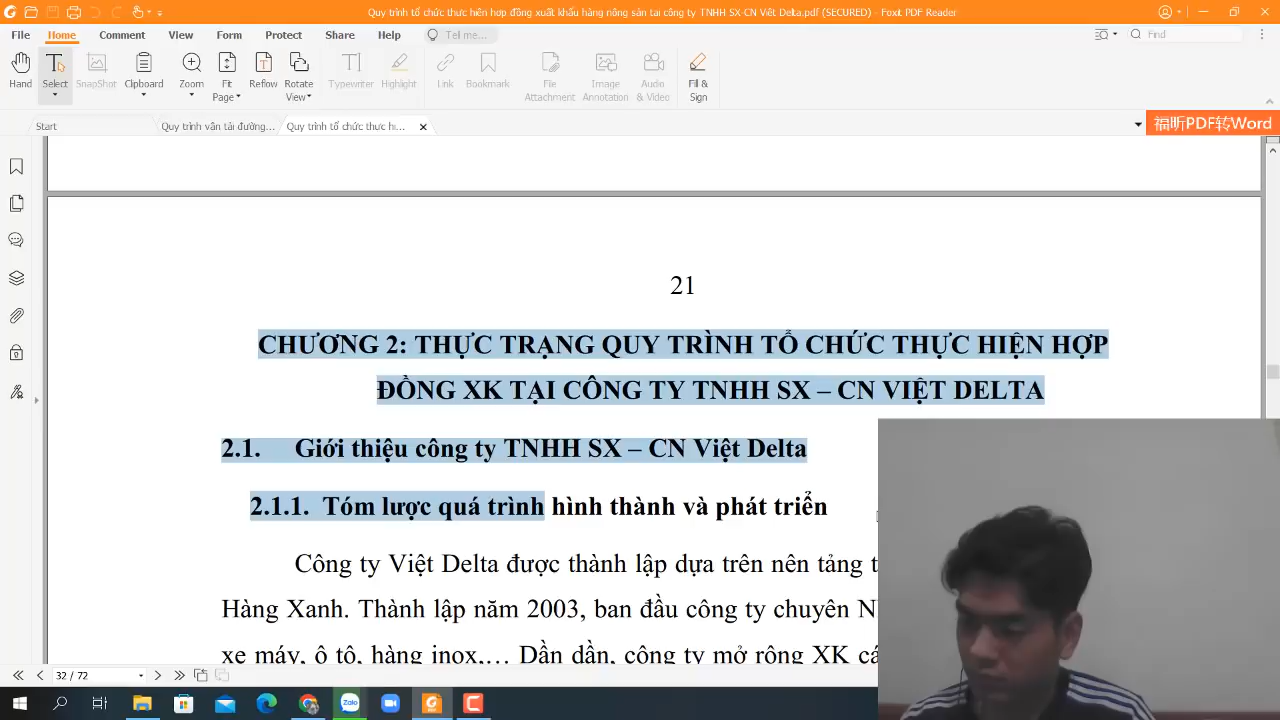 Quy trình tổ chức thực hiện hợp đồng xuất khẩu hàng nông sản tại công ty TNHH SX-CN Việt Delta.pdf (SECURED) - Foxit PDF Reader
File Home Comment View Form Protect Share Help Tell me... Find
Hand Select SnapShot Clipboard Zoom Fit Page Reflow Rotate View Typewriter Highlight Link Bookmark File Attachment Image Annotation Audio & Video Fill & Sign
Start Quy trình vận tải đường... Quy trình tổ chức thực hi... 福昕PDF转Word
21
CHƯƠNG 2: THỰC TRẠNG QUY TRÌNH TỔ CHỨC THỰC HIỆN HỢP
ĐỒNG XK TẠI CÔNG TY TNHH SX – CN VIỆT DELTA
2.1. Giới thiệu công ty TNHH SX – CN Việt Delta
2.1.1. Tóm lược quá trình hình thành và phát triển
Công ty Việt Delta được thành lập dựa trên nên tảng
Hàng Xanh. Thành lập năm 2003, ban đầu công ty chuyên
xe máy, ô tô, hàng inox,… Dần dần, công ty mở rộng XK
32 / 72
Zalo